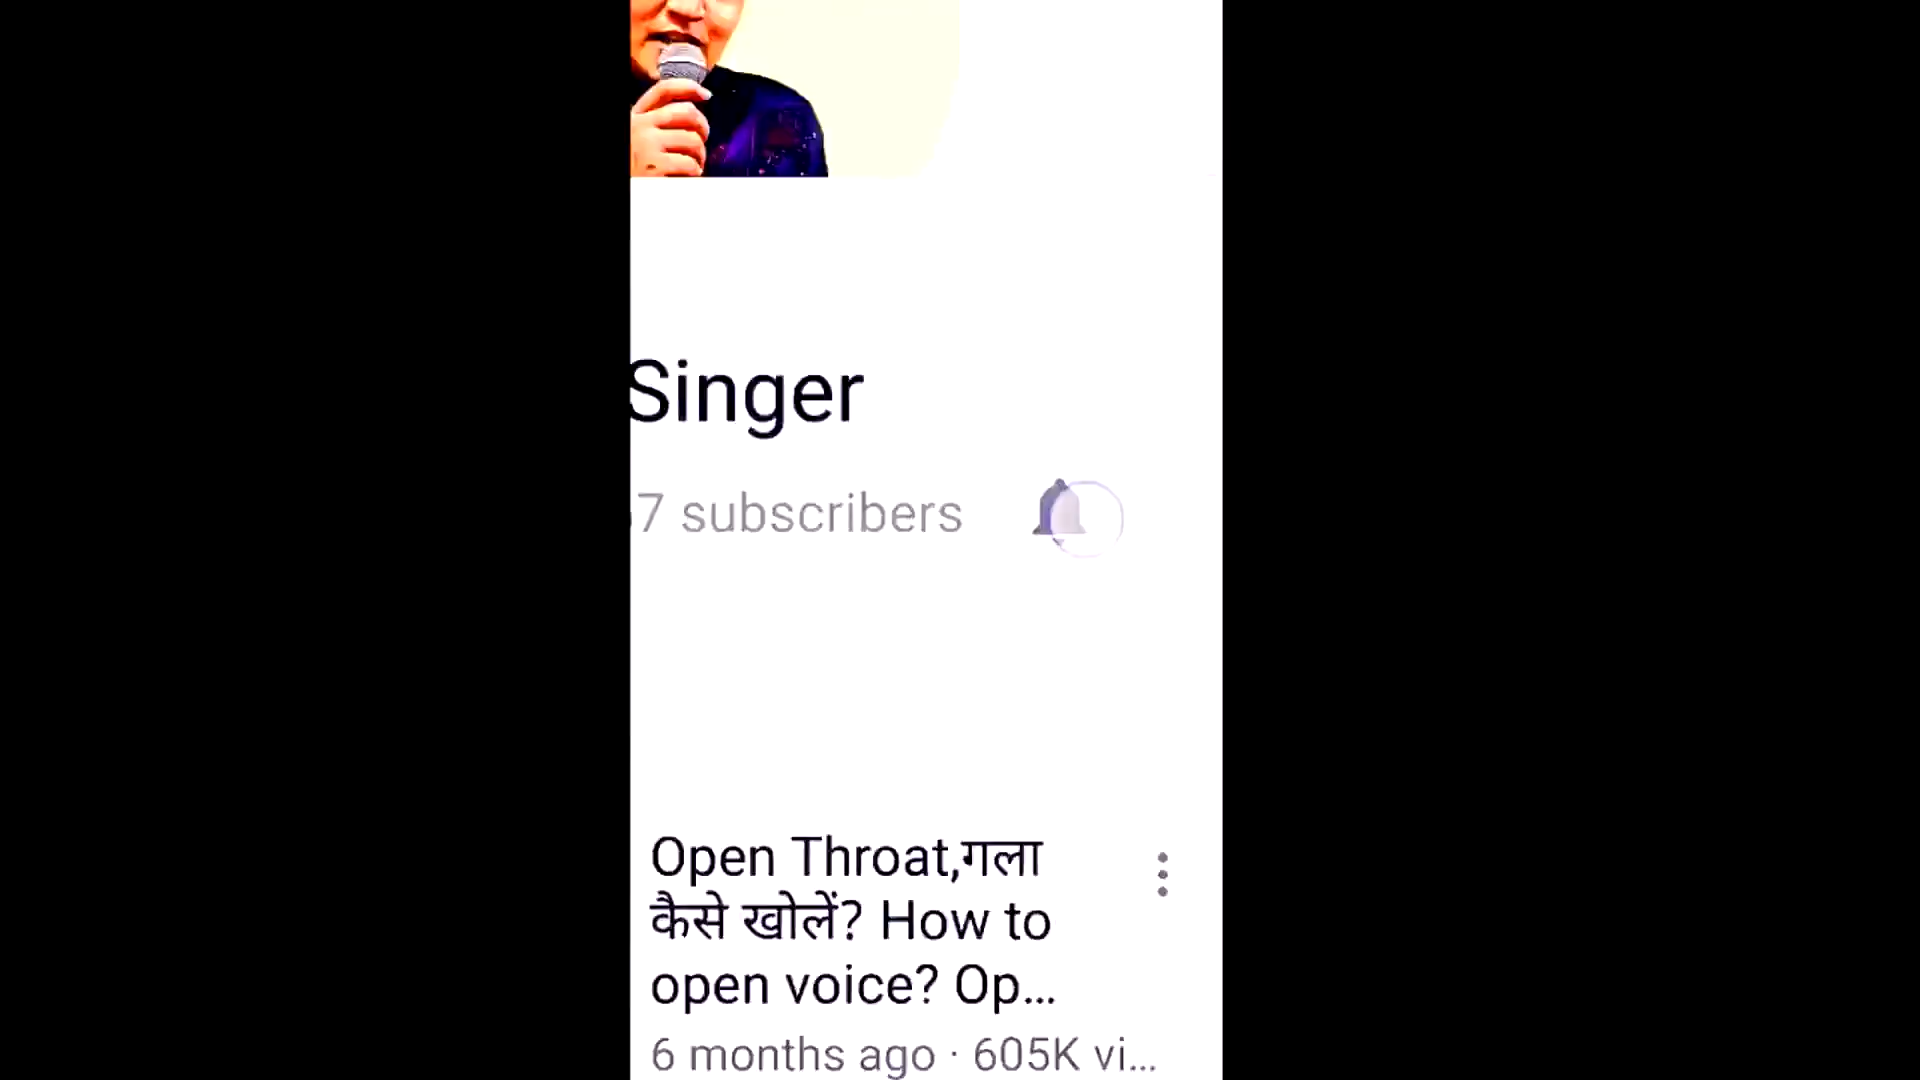 Singer
7 subscribers
Open Throat,गला
कैसे खोलें? How to
open voice? Op...
6 months ago · 605K vi...